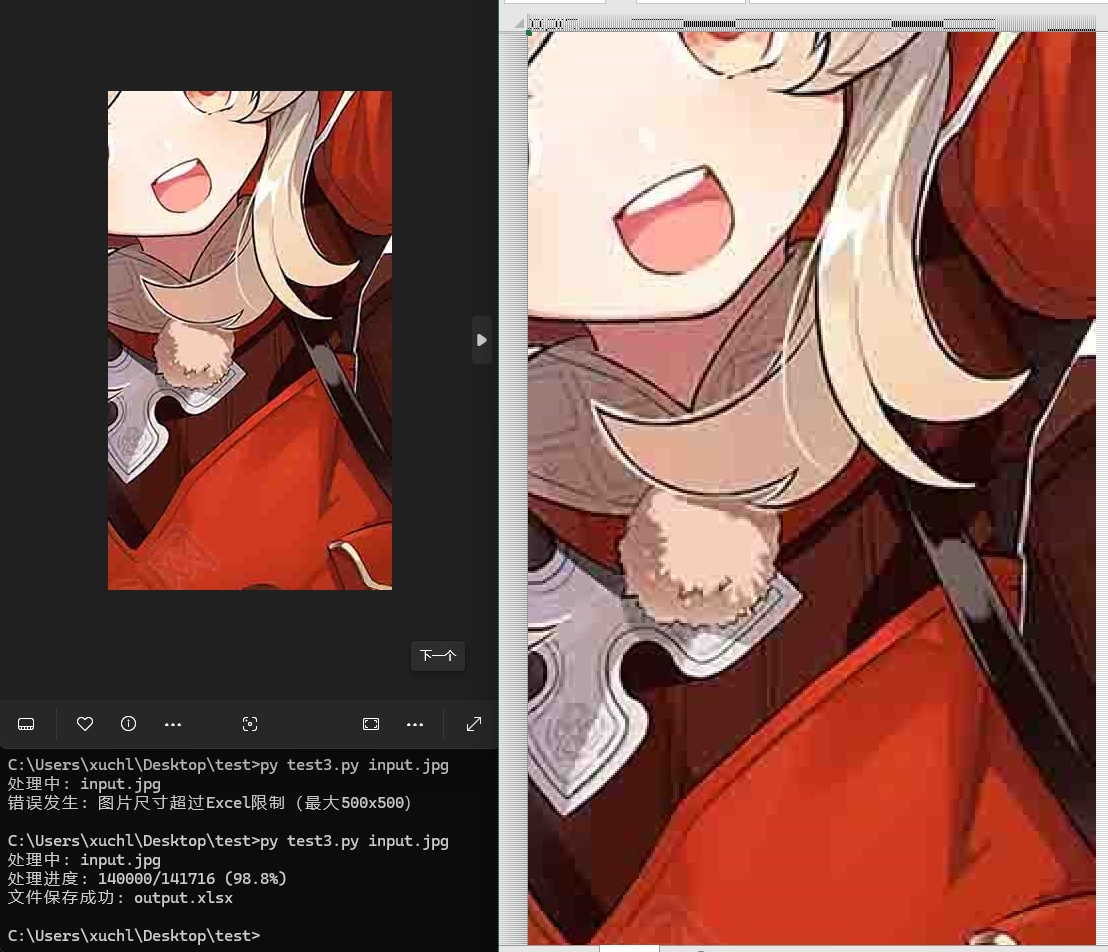 下一个
C:\Users\xuchl\Desktop\test>py test3.py input.jpg
处理中: input.jpg
错误发生: 图片尺寸超过Excel限制 (最大500x500)
C:\Users\xuchl\Desktop\test>py test3.py input.jpg
处理中: input.jpg
处理进度: 140000/141716 (98.8%)
文件保存成功: output.xlsx
C:\Users\xuchl\Desktop\test>